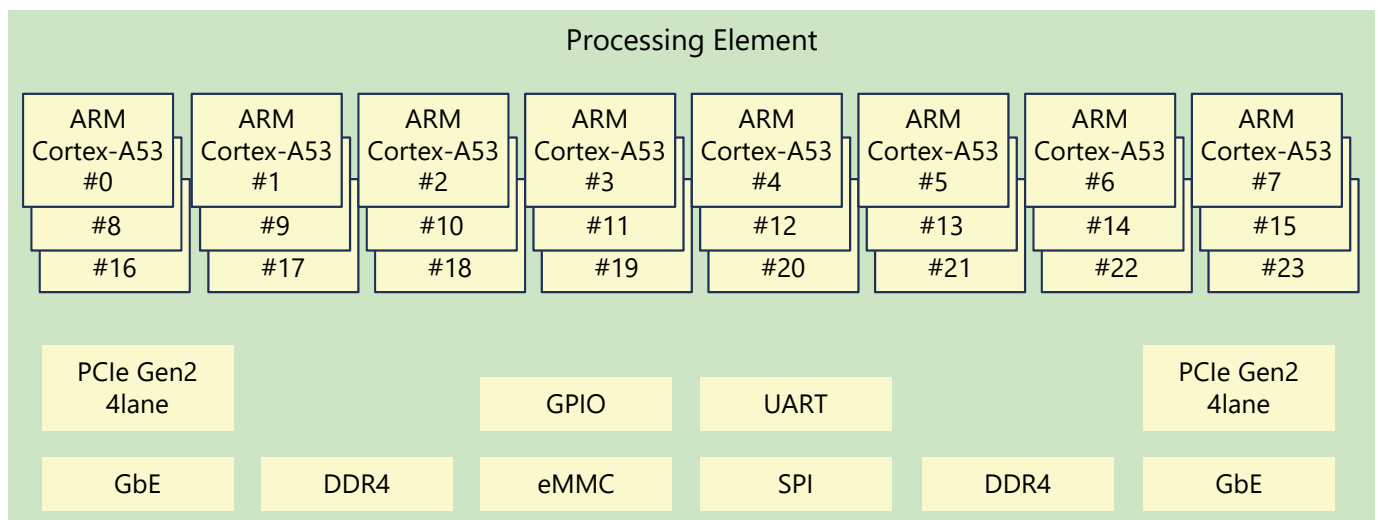 Processing Element
ARM
Cortex-A53
#0
ARM
Cortex-A53
#1
ARM
Cortex-A53
#2
ARM
Cortex-A53
#3
ARM
Cortex-A53
#4
ARM
Cortex-A53
#5
ARM
Cortex-A53
#6
ARM
Cortex-A53
#7
#8
#9
#10
#11
#12
#13
#14
#15
#16
#17
#18
#19
#20
#21
#22
#23
PCIe Gen2
4lane
GPIO
UART
PCIe Gen2
4lane
GbE
DDR4
eMMC
SPI
DDR4
GbE